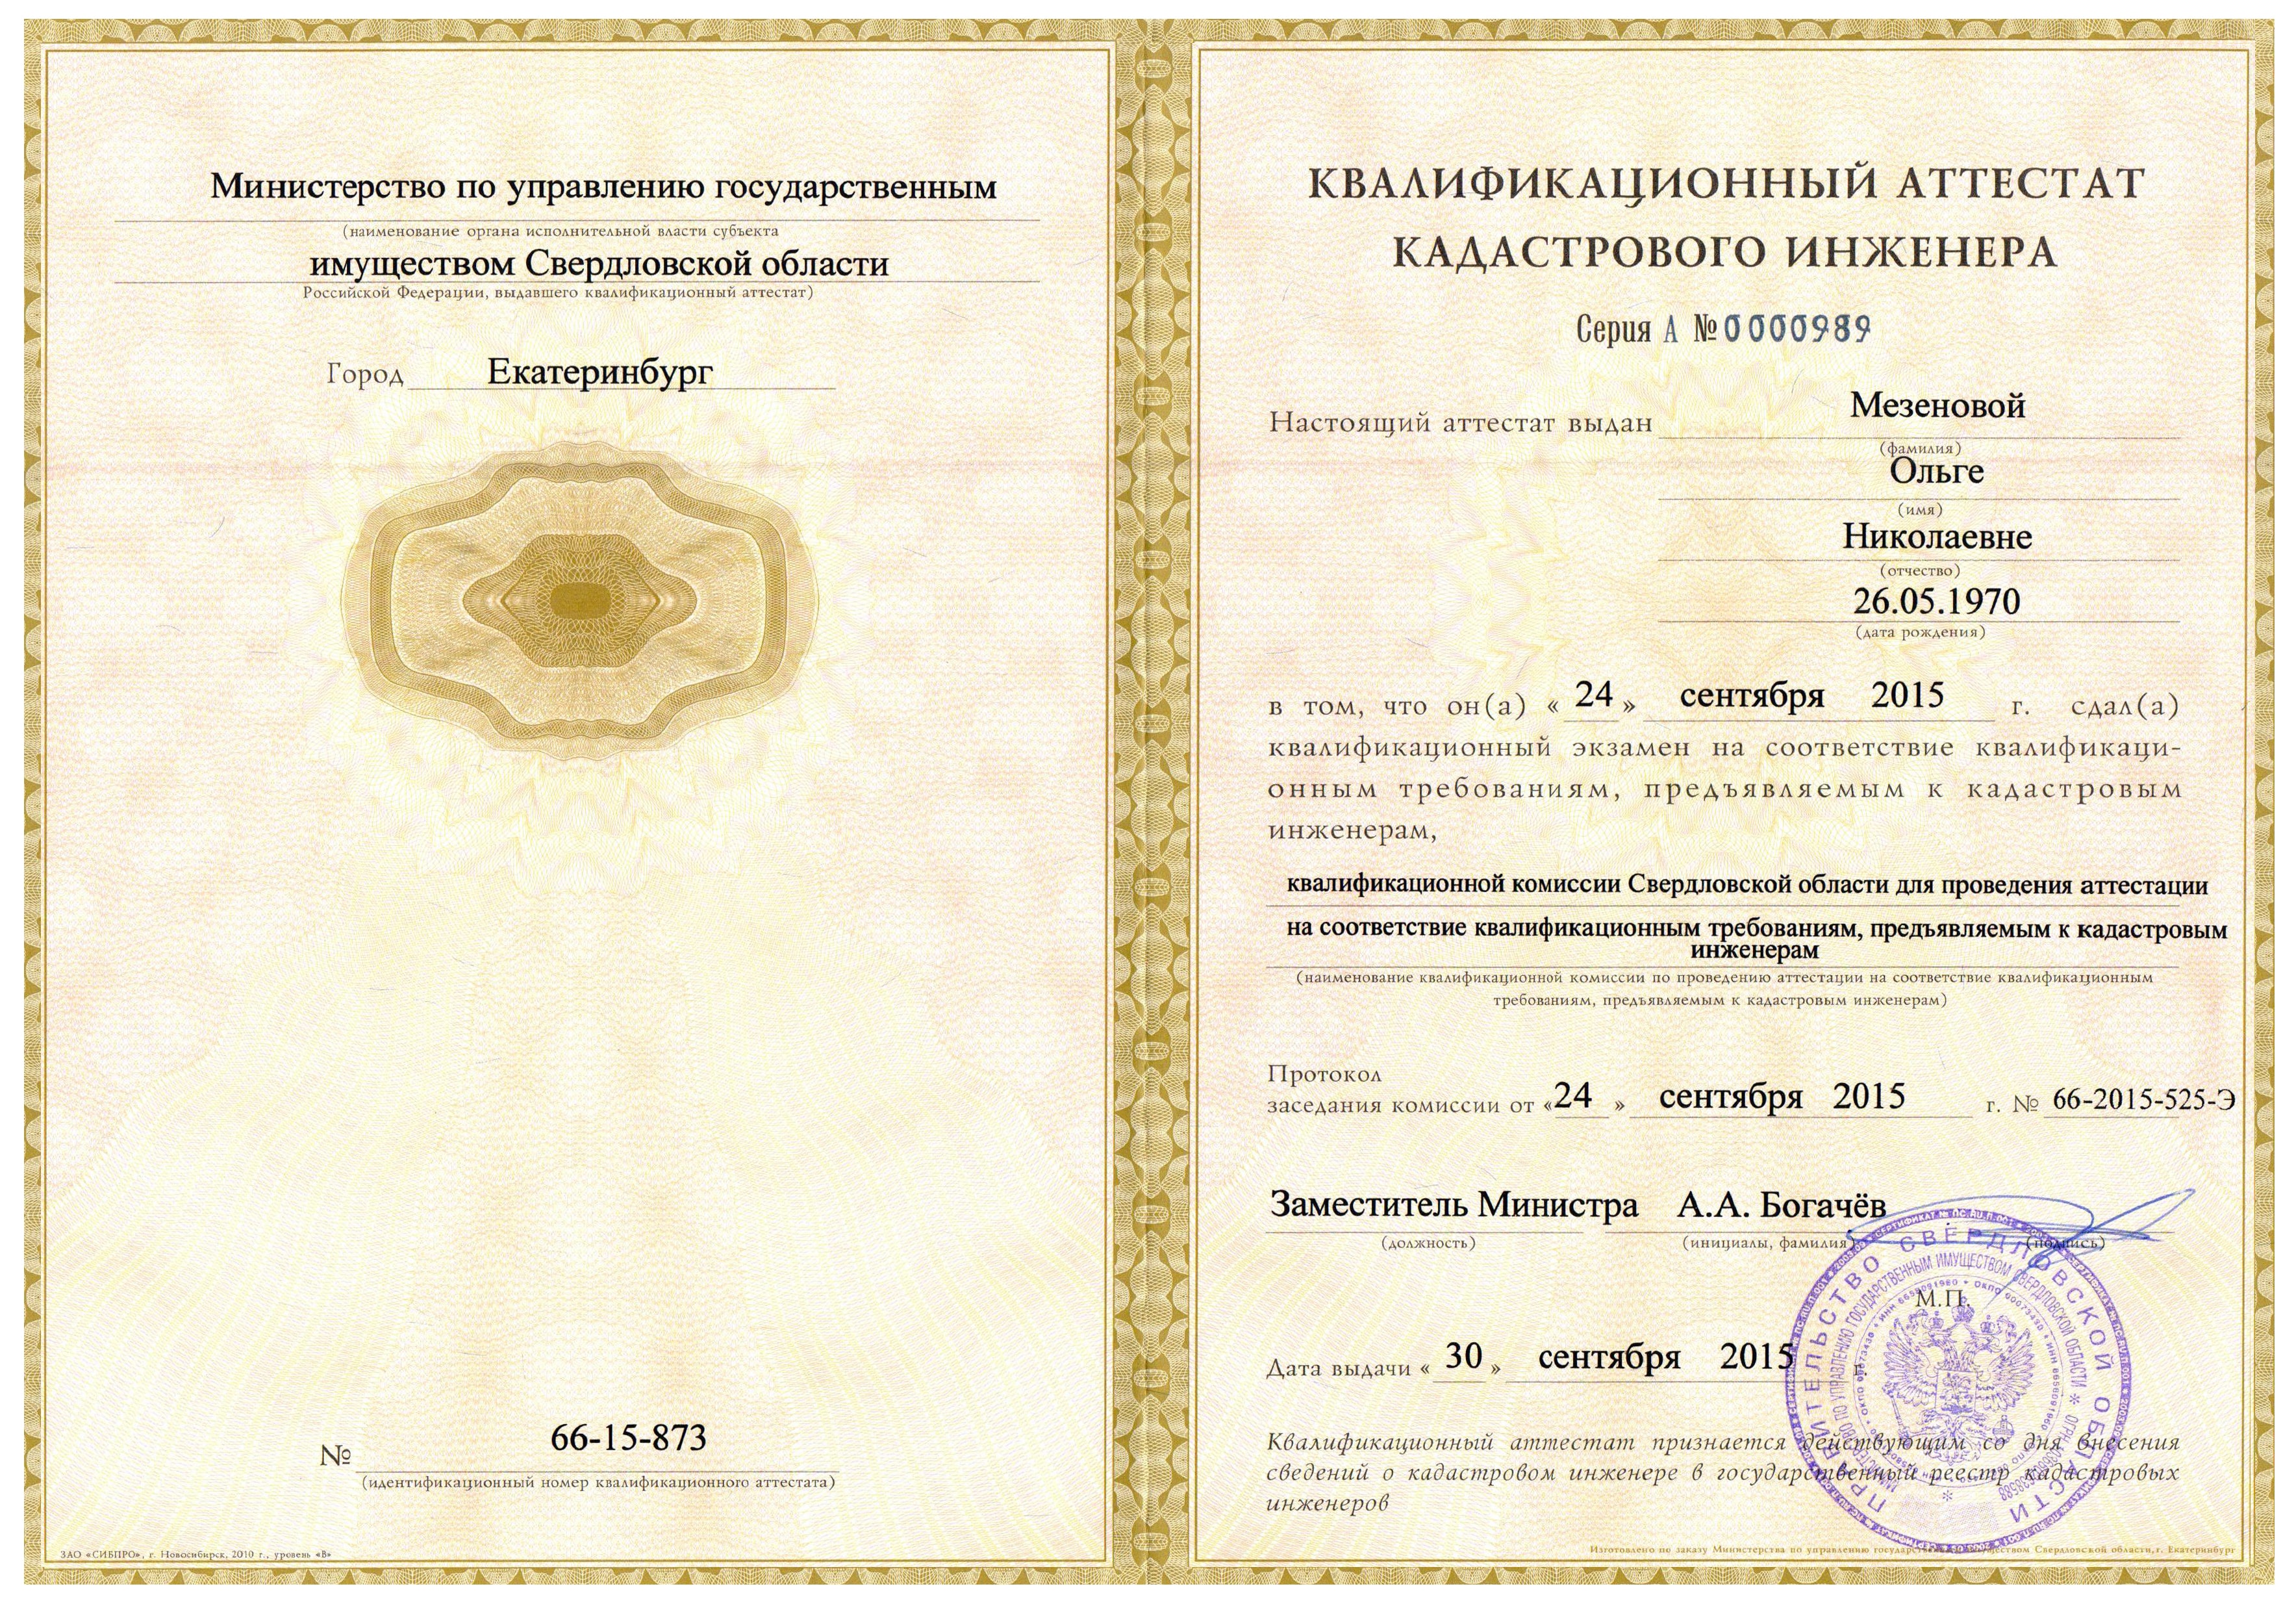 Министерство по управлению государственным
(наименование органа исполнительной власти субъекта
имуществом Свердловской области
Российской Федерации, выдавшего квалификационный аттестат)
Город Екатеринбург
№ 66-15-873
(идентификационный номер квалификационного аттестата)
ЗАО «СИБПРО», г. Новосибирск, 2010 г., уровень «В»
КВАЛИФИКАЦИОННЫЙ АТТЕСТАТ
КАДАСТРОВОГО ИНЖЕНЕРА
Серия А №0000989
Настоящий аттестат выдан Мезеновой
(фамилия)
Ольге
(имя)
Николаевне
(отчество)
26.05.1970
(дата рождения)
в том, что он(а) « 24 » сентября 2015 г. сдал(а)
квалификационный экзамен на соответствие квалификаци-
онным требованиям, предъявляемым к кадастровым
инженерам,
квалификационной комиссии Свердловской области для проведения аттестации
на соответствие квалификационным требованиям, предъявляемым к кадастровым
инженерам
(наименование квалификационной комиссии по проведению аттестации на соответствие квалификационным
требованиям, предъявляемым к кадастровым инженерам)
Протокол
заседания комиссии от «24 » сентября 2015 г. № 66-2015-525-Э
Заместитель Министра А.А. Богачёв
(должность) (инициалы, фамилия) (подпись)
М.П.
Дата выдачи « 30 » сентября 2015 г.
Квалификационный аттестат признается действующим со дня внесения
сведений о кадастровом инженере в государственный реестр кадастровых
инженеров
Изготовлено по заказу Министерства по управлению государственным имуществом Свердловской области, г. Екатеринбург
ПРАВИТЕЛЬСТВО СВЕРДЛОВСКОЙ ОБЛАСТИ
МИНИСТЕРСТВО ПО УПРАВЛЕНИЮ ГОСУДАРСТВЕННЫМ ИМУЩЕСТВОМ СВЕРДЛОВСКОЙ ОБЛАСТИ